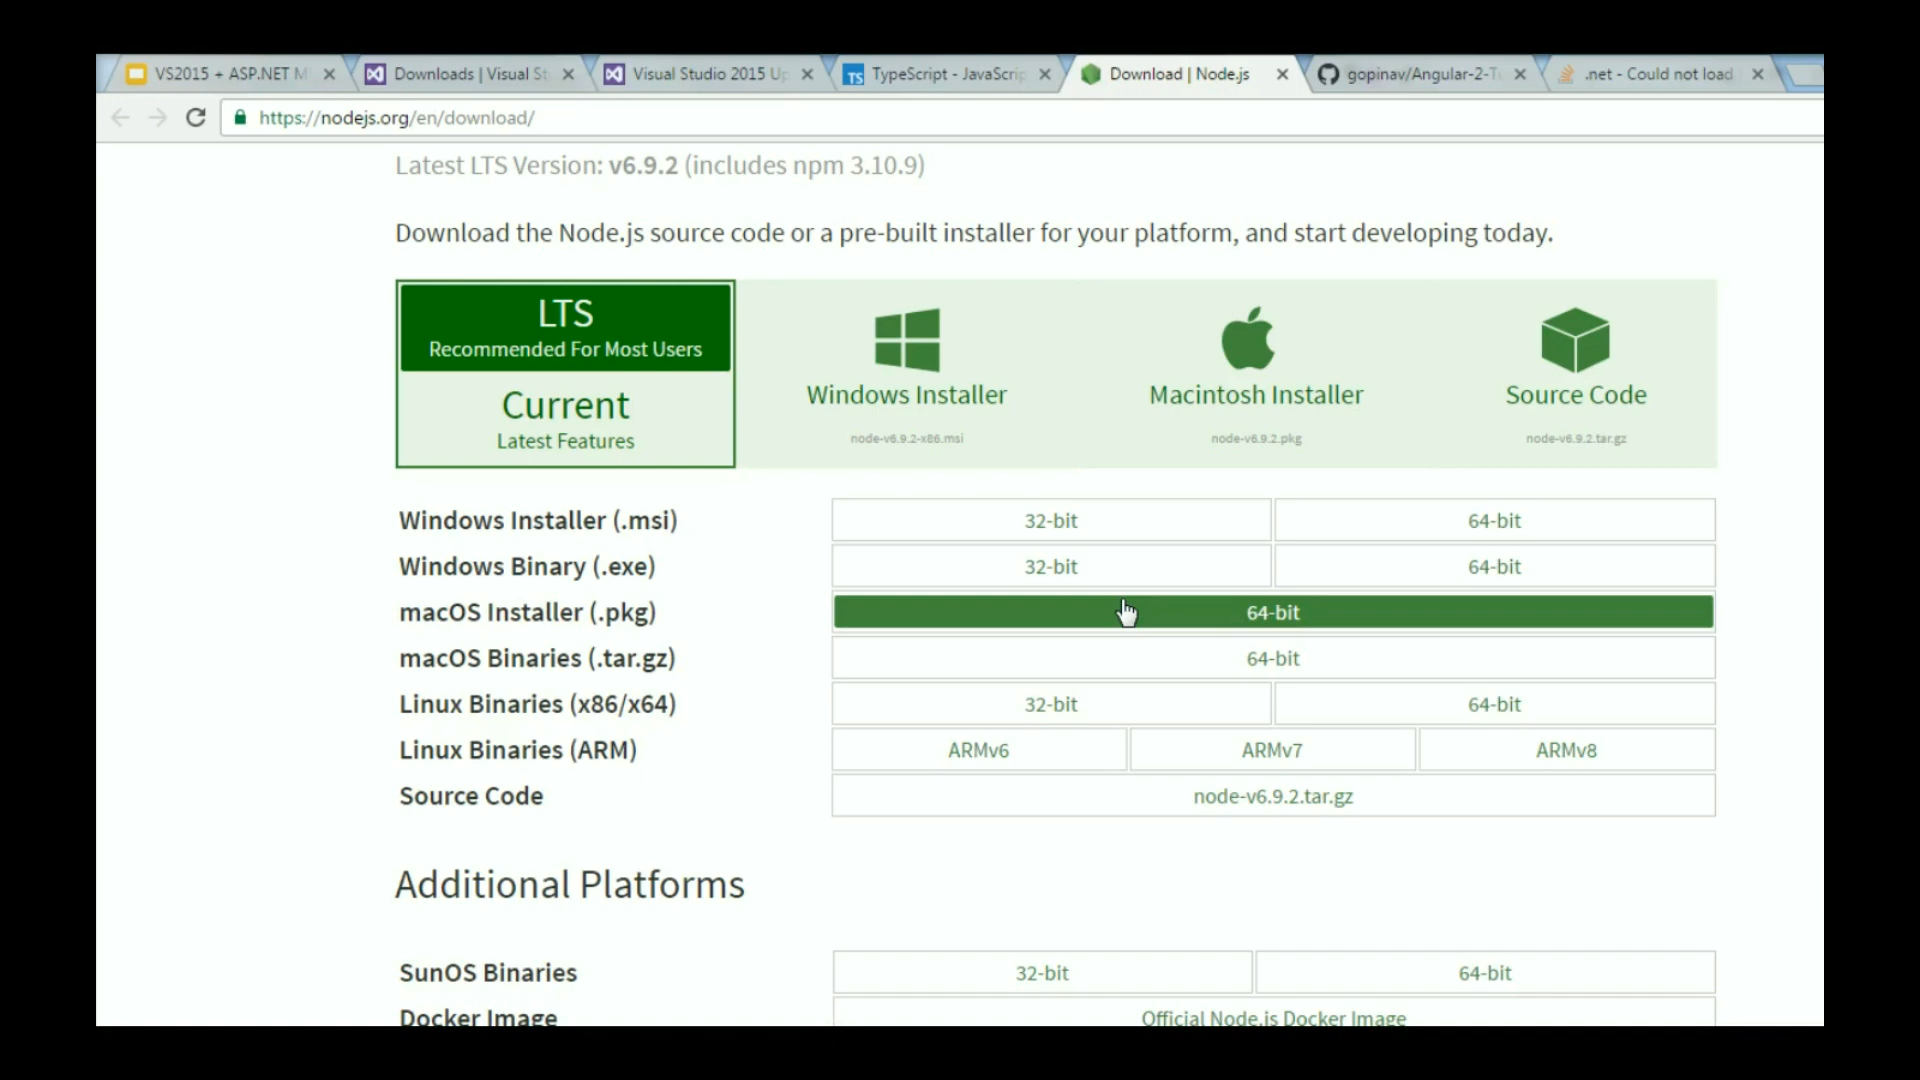 VS2015 + ASP.NET M
Downloads | Visual St
Visual Studio 2015 Up
TS TypeScript - JavaScrip
Download | Node.js
gopinav/Angular-2-Tu
.net - Could not load
https://nodejs.org/en/download/
Latest LTS Version: v6.9.2 (includes npm 3.10.9)
Download the Node.js source code or a pre-built installer for your platform, and start developing today.
LTS
Recommended For Most Users
Current
Latest Features
Windows Installer
node-v6.9.2-x86.msi
Macintosh Installer
node-v6.9.2.pkg
Source Code
node-v6.9.2.tar.gz
Windows Installer (.msi) 32-bit 64-bit
Windows Binary (.exe) 32-bit 64-bit
macOS Installer (.pkg) 64-bit
macOS Binaries (.tar.gz) 64-bit
Linux Binaries (x86/x64) 32-bit 64-bit
Linux Binaries (ARM) ARMv6 ARMv7 ARMv8
Source Code node-v6.9.2.tar.gz
Additional Platforms
SunOS Binaries 32-bit 64-bit
Docker Image Official Node.js Docker Image